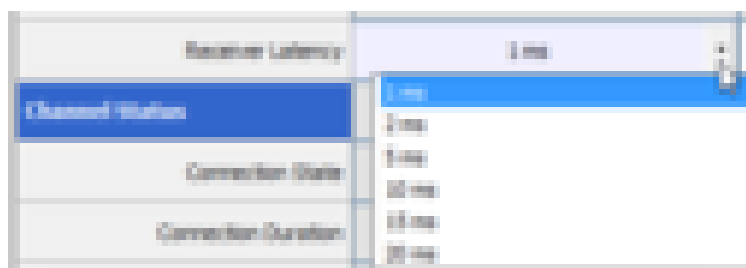 Receiver Latency 1 ms
1 ms
Channel Status
2 ms
5 ms
Connection State
10 ms
15 ms
Connection Duration
20 ms